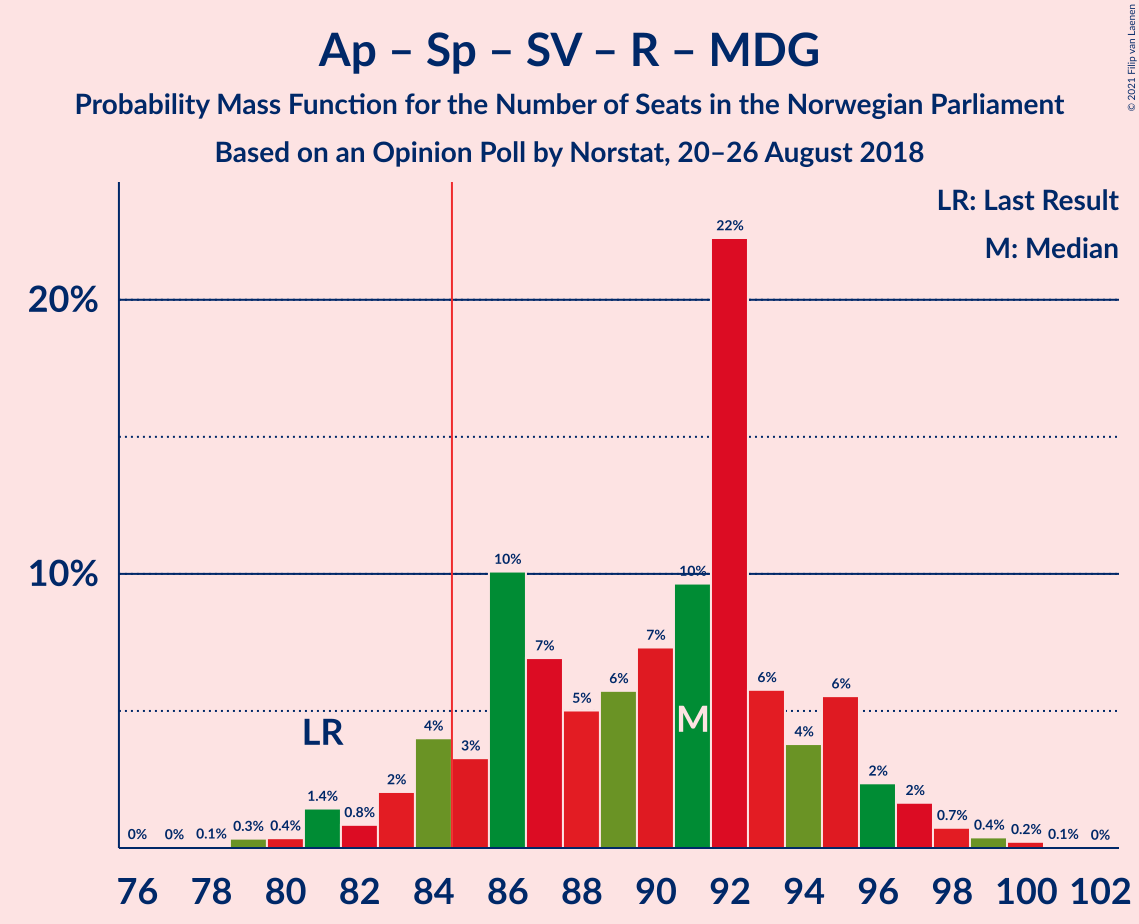 © 2021 Filip van Laenen
Ap – Sp – SV – R – MDG
Probability Mass Function for the Number of Seats in the Norwegian Parliament
Based on an Opinion Poll by Norstat, 20–26 August 2018
LR: Last Result
M: Median
20%
10%
0% 0% 0.1% 0.3% 0.4% 1.4% 0.8% 2% 4% 3% 10% 7% 5% 6% 7% 10% 22% 6% 4% 6% 2% 2% 0.7% 0.4% 0.2% 0.1% 0%
LR
M
76 78 80 82 84 86 88 90 92 94 96 98 100 102